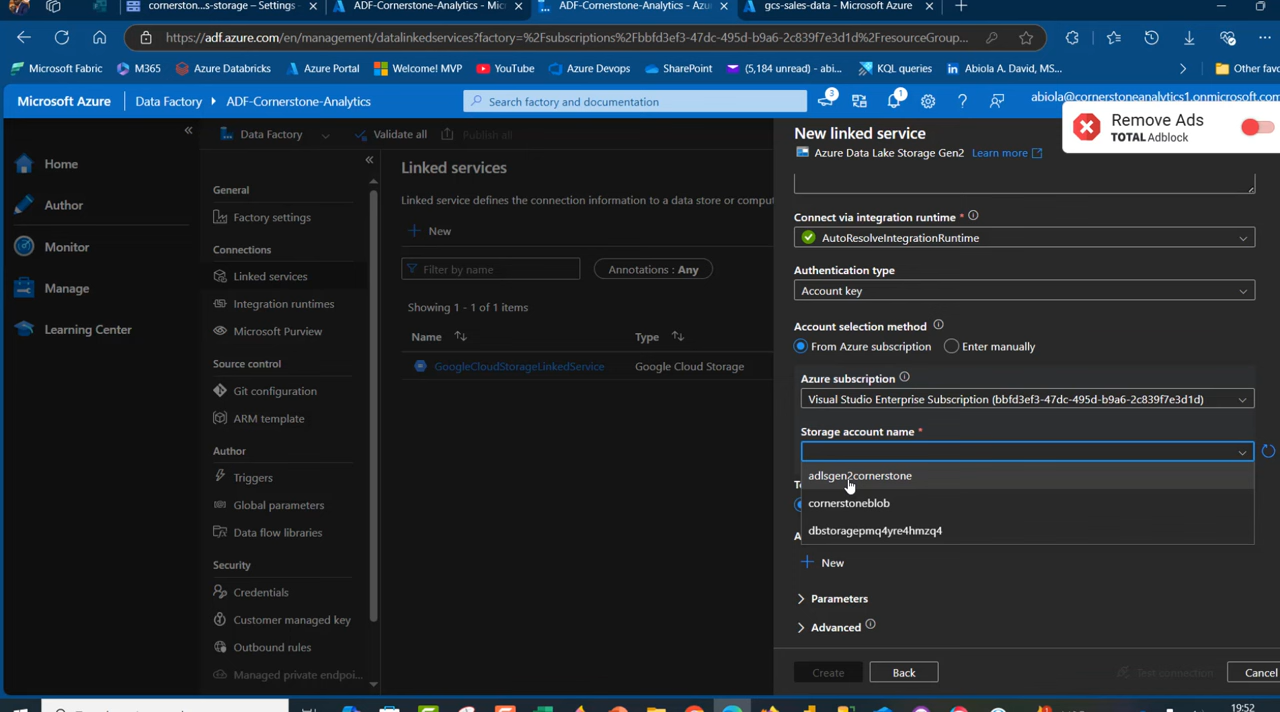 cornerston...s-storage – Settings
ADF-Cornerstone-Analytics - Mic
ADF-Cornerstone-Analytics - Azu
gcs-sales-data - Microsoft Azure
https://adf.azure.com/en/management/datalinkedservices?factory=%2Fsubscriptions%2Fbbfd3ef3-47dc-495d-b9a6-2c839f7e3d1d%2FresourceGroup...
Microsoft Fabric
M365
Azure Databricks
Azure Portal
Welcome! MVP
YouTube
Azure Devops
SharePoint
(5,184 unread) - abi...
KQL queries
Abiola A. David, MS...
Other favo
Microsoft Azure
Data Factory
ADF-Cornerstone-Analytics
Search factory and documentation
3
1
abiola@cornerstoneanalytics1.onmicrosoft.com
Remove Ads
TOTAL Adblock
Home
Author
Monitor
Manage
Learning Center
Data Factory
Validate all
Publish all
General
Factory settings
Connections
Linked services
Integration runtimes
Microsoft Purview
Source control
Git configuration
ARM template
Author
Triggers
Global parameters
Data flow libraries
Security
Credentials
Customer managed key
Outbound rules
Managed private endpoi...
Linked services
Linked service defines the connection information to a data store or compu
New
Filter by name
Annotations : Any
Showing 1 - 1 of 1 items
Name
Type
GoogleCloudStorageLinkedService
Google Cloud Storage
New linked service
Azure Data Lake Storage Gen2
Learn more
Connect via integration runtime *
AutoResolveIntegrationRuntime
Authentication type
Account key
Account selection method
From Azure subscription
Enter manually
Azure subscription
Visual Studio Enterprise Subscription (bbfd3ef3-47dc-495d-b9a6-2c839f7e3d1d)
Storage account name *
adlsgen2cornerstone
cornerstoneblob
dbstoragepmq4yre4hmzq4
New
Parameters
Advanced
Create
Back
Test connection
Cancel
19:52